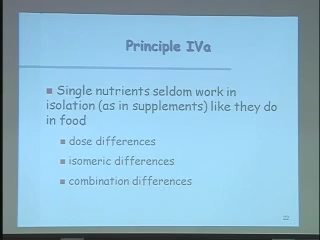 Principle IVa
Single nutrients seldom work in
isolation (as in supplements) like they do
in food
dose differences
isomeric differences
combination differences
22